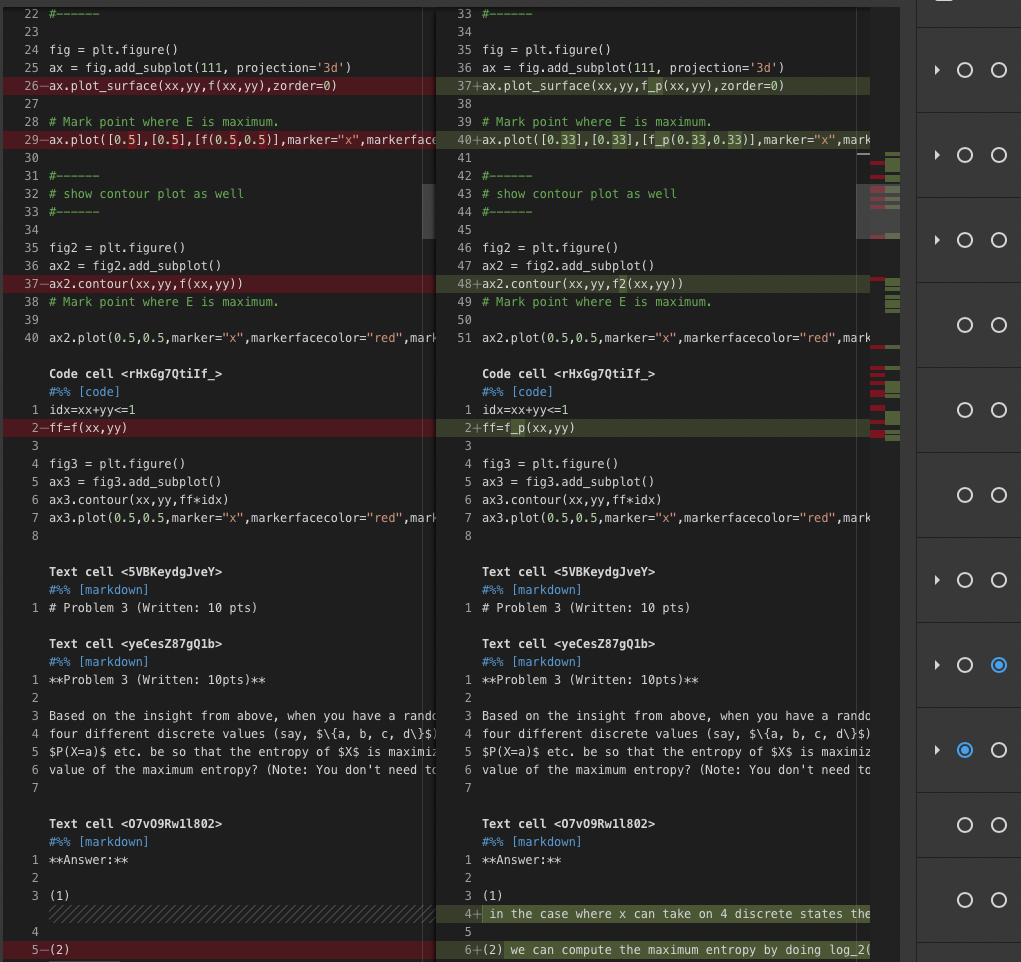 22 #------
23
24 fig = plt.figure()
25 ax = fig.add_subplot(111, projection='3d')
26—ax.plot_surface(xx,yy,f(xx,yy),zorder=0)
27
28 # Mark point where E is maximum.
29—ax.plot([0.5],[0.5],[f(0.5,0.5)],marker="x",markerface
30
31 #------
32 # show contour plot as well
33 #------
34
35 fig2 = plt.figure()
36 ax2 = fig2.add_subplot()
37—ax2.contour(xx,yy,f(xx,yy))
38 # Mark point where E is maximum.
39
40 ax2.plot(0.5,0.5,marker="x",markerfacecolor="red",mark
Code cell <rHxGg7QtiIf_>
#%% [code]
1 idx=xx+yy<=1
2—ff=f(xx,yy)
3
4 fig3 = plt.figure()
5 ax3 = fig3.add_subplot()
6 ax3.contour(xx,yy,ff*idx)
7 ax3.plot(0.5,0.5,marker="x",markerfacecolor="red",mark
8
Text cell <5VBKeydgJveY>
#%% [markdown]
1 # Problem 3 (Written: 10 pts)
Text cell <yeCesZ87gQ1b>
#%% [markdown]
1 **Problem 3 (Written: 10pts)**
2
3 Based on the insight from above, when you have a rando
4 four different discrete values (say, $\{a, b, c, d\}$)
5 $P(X=a)$ etc. be so that the entropy of $X$ is maximiz
6 value of the maximum entropy? (Note: You don't need to
7
Text cell <O7vO9Rw1l802>
#%% [markdown]
1 **Answer:**
2
3 (1)
4
5—(2)
33 #------
34
35 fig = plt.figure()
36 ax = fig.add_subplot(111, projection='3d')
37+ax.plot_surface(xx,yy,f_p(xx,yy),zorder=0)
38
39 # Mark point where E is maximum.
40+ax.plot([0.33],[0.33],[f_p(0.33,0.33)],marker="x",mark
41
42 #------
43 # show contour plot as well
44 #------
45
46 fig2 = plt.figure()
47 ax2 = fig2.add_subplot()
48+ax2.contour(xx,yy,f2(xx,yy))
49 # Mark point where E is maximum.
50
51 ax2.plot(0.5,0.5,marker="x",markerfacecolor="red",mark
Code cell <rHxGg7QtiIf_>
#%% [code]
1 idx=xx+yy<=1
2+ff=f_p(xx,yy)
3
4 fig3 = plt.figure()
5 ax3 = fig3.add_subplot()
6 ax3.contour(xx,yy,ff*idx)
7 ax3.plot(0.5,0.5,marker="x",markerfacecolor="red",mark
8
Text cell <5VBKeydgJveY>
#%% [markdown]
1 # Problem 3 (Written: 10 pts)
Text cell <yeCesZ87gQ1b>
#%% [markdown]
1 **Problem 3 (Written: 10pts)**
2
3 Based on the insight from above, when you have a rando
4 four different discrete values (say, $\{a, b, c, d\}$)
5 $P(X=a)$ etc. be so that the entropy of $X$ is maximiz
6 value of the maximum entropy? (Note: You don't need to
7
Text cell <O7vO9Rw1l802>
#%% [markdown]
1 **Answer:**
2
3 (1)
4+ in the case where x can take on 4 discrete states the
5
6+(2) we can compute the maximum entropy by doing log_2(